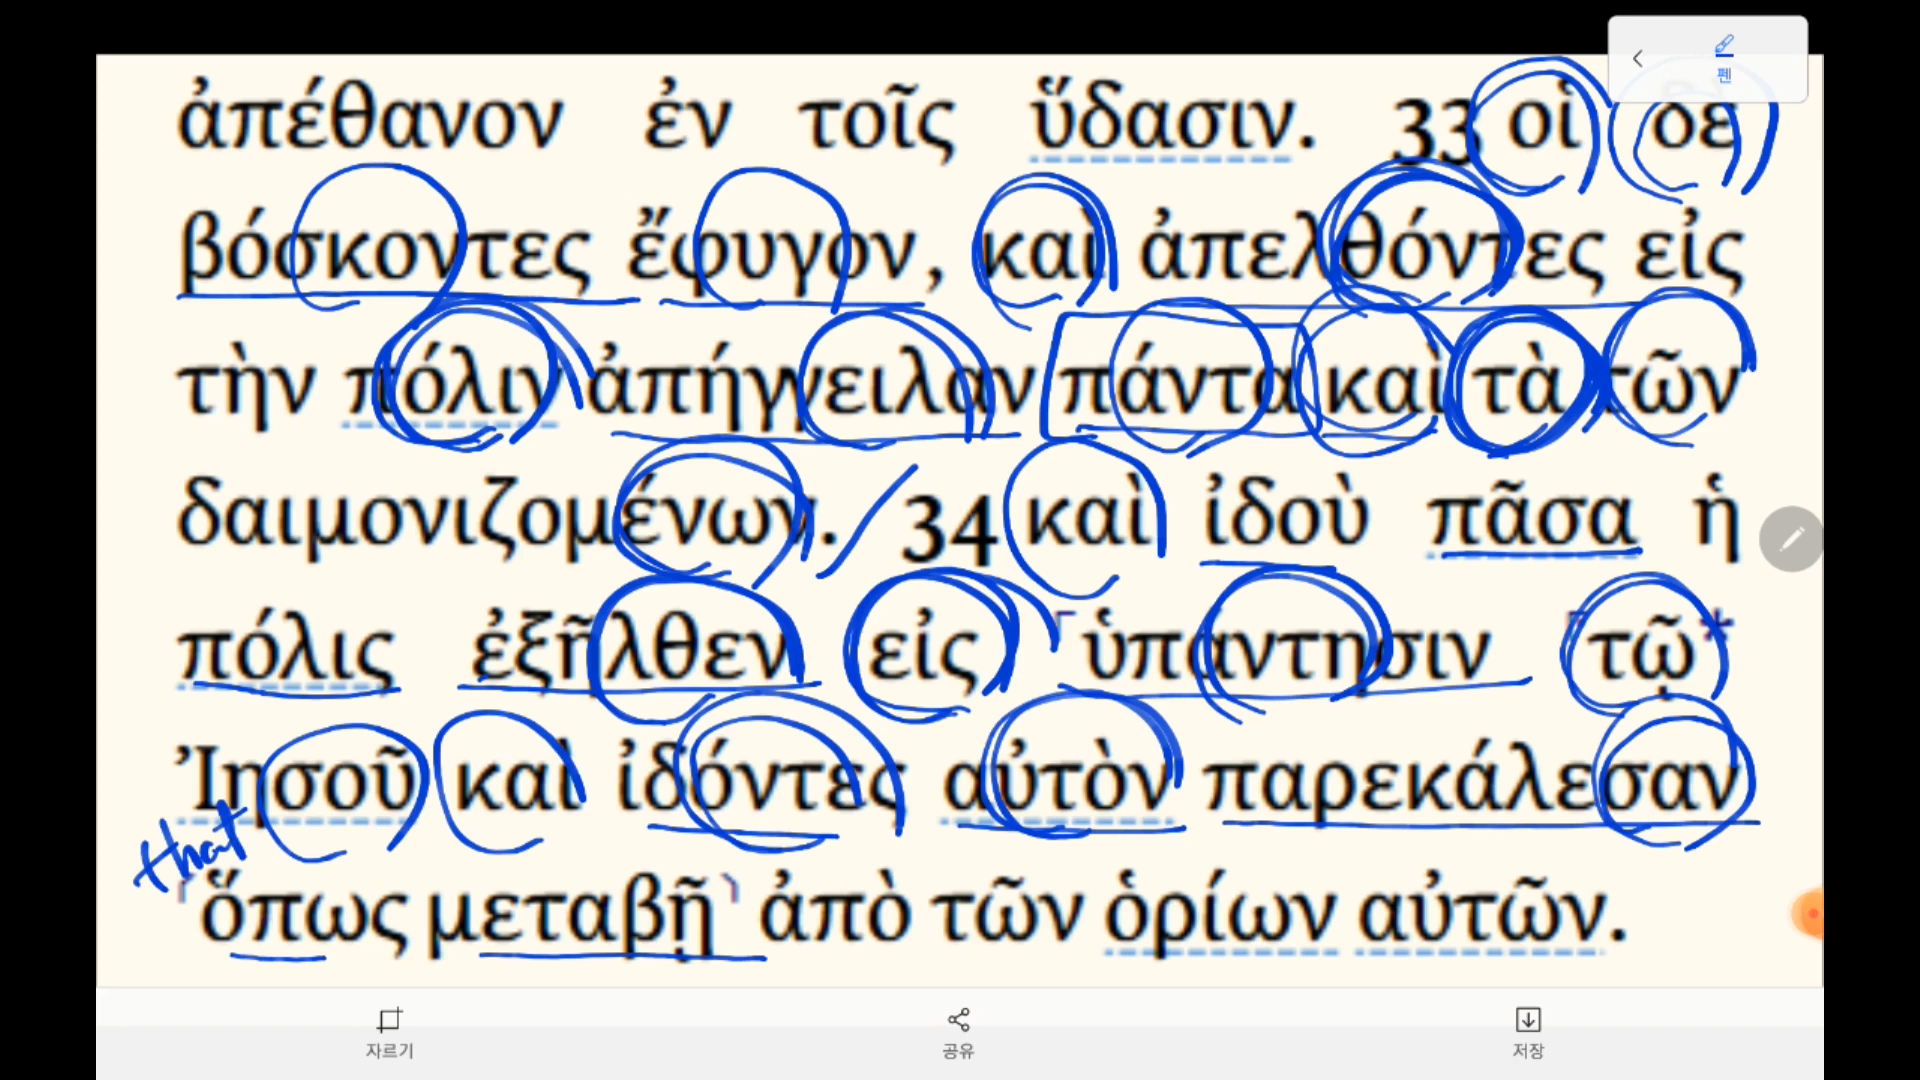 펜
ἀπέθανον ἐν τοῖς ὕδασιν. 33 οἱ δὲ
βόσκοντες ἔφυγον, καὶ ἀπελθόντες εἰς
τὴν πόλιν ἀπήγγειλαν πάντα καὶ τὰ τῶν
δαιμονιζομένων. 34 καὶ ἰδοὺ πᾶσα ἡ
πόλις ἐξῆλθεν εἰς ⸀ὑπαντησιν ⸀τῷ*
Ἰησοῦ καὶ ἰδόντες αὐτὸν παρεκάλεσαν
that
⸂ὅπως μεταβῇ⸃ ἀπὸ τῶν ὁρίων αὐτῶν.
자르기 공유 저장